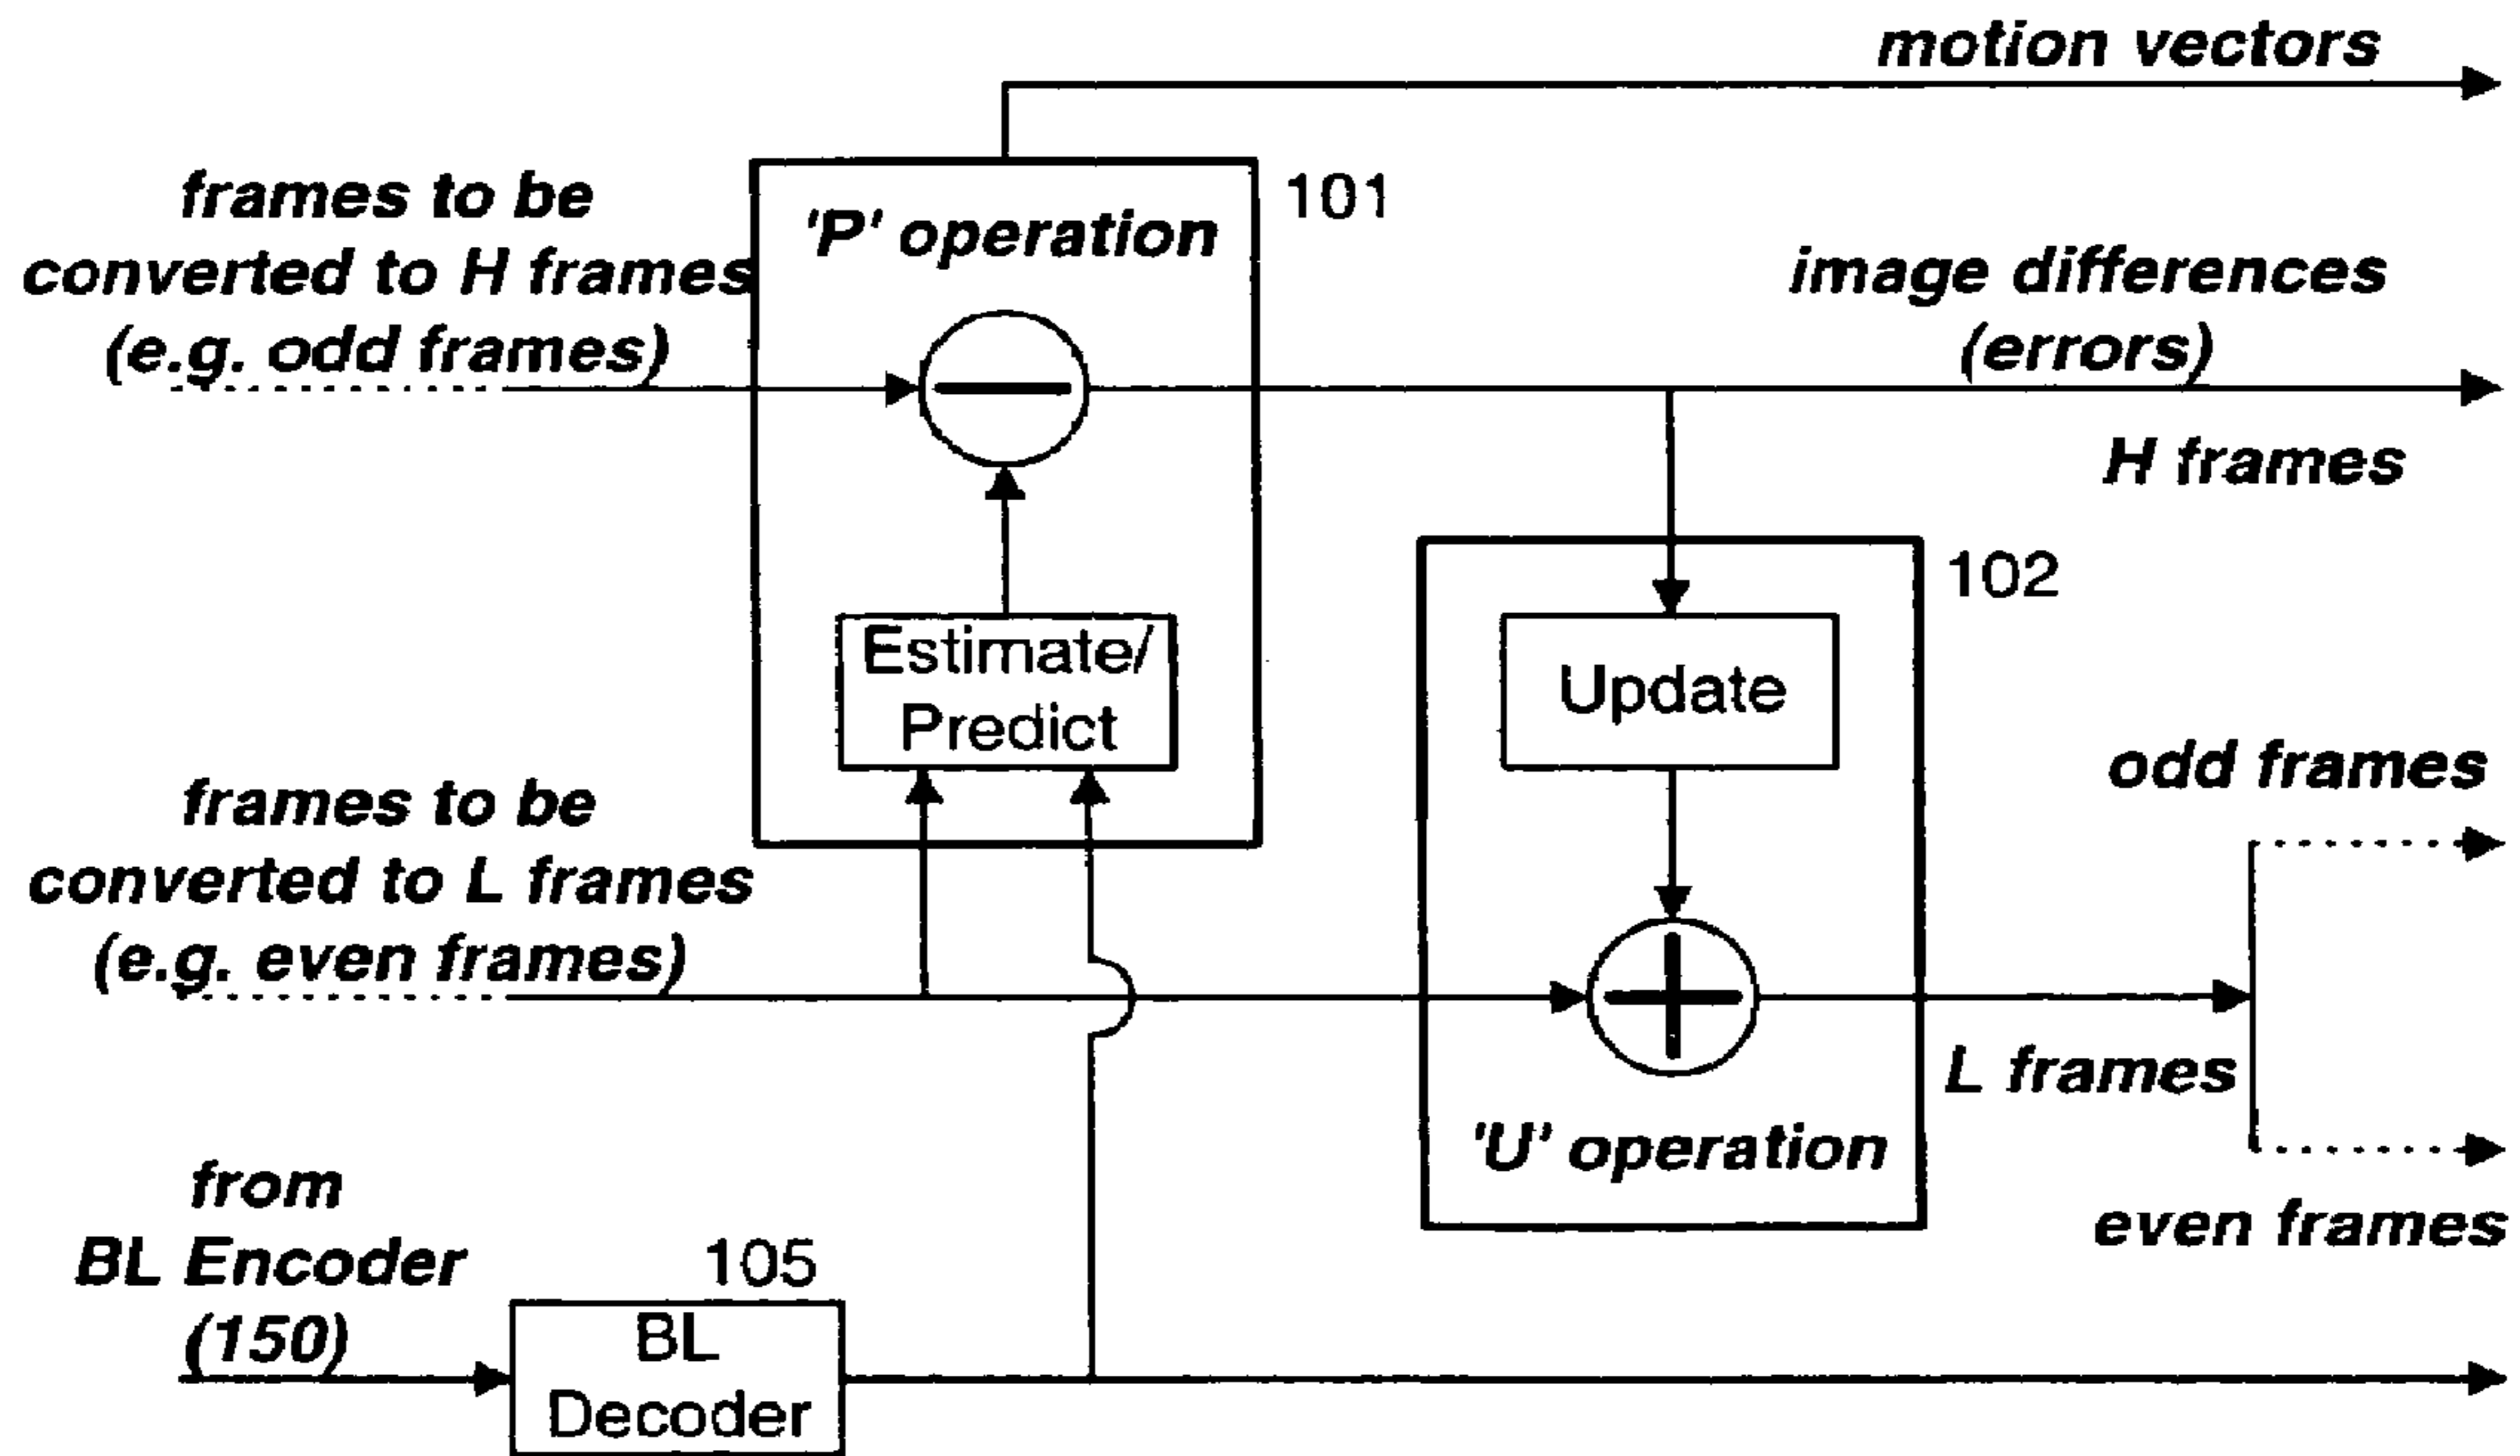 motion vectors
frames to be
converted to H frames
(e.g. odd frames)
'P' operation
101
image differences
(errors)
H frames
Estimate/
Predict
102
Update
odd frames
frames to be
converted to L frames
(e.g. even frames)
L frames
'U' operation
even frames
from
BL Encoder
(150)
105
BL
Decoder